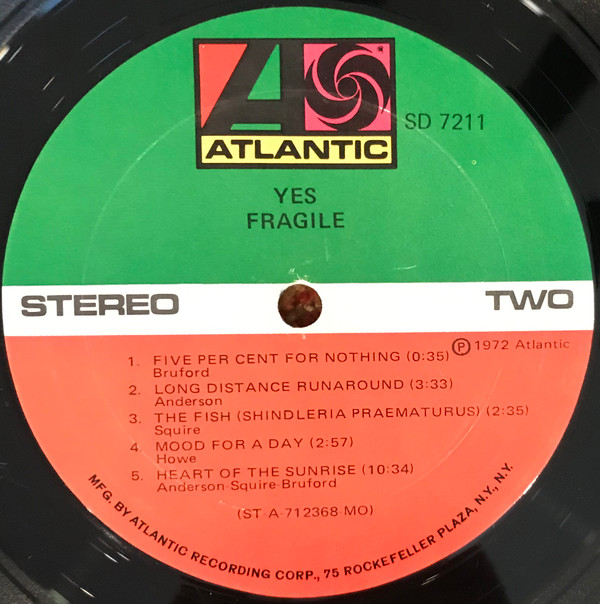 ATLANTIC
SD 7211
YES
FRAGILE
STEREO
TWO
℗ 1972 Atlantic
1. FIVE PER CENT FOR NOTHING (0:35)
Bruford
2. LONG DISTANCE RUNAROUND (3:33)
Anderson
3. THE FISH (SHINDLERIA PRAEMATURUS) (2:35)
Squire
4. MOOD FOR A DAY (2:57)
Howe
5. HEART OF THE SUNRISE (10:34)
Anderson-Squire-Bruford
(ST-A-712368-MO)
MFG. BY ATLANTIC RECORDING CORP., 75 ROCKEFELLER PLAZA, N.Y., N.Y.